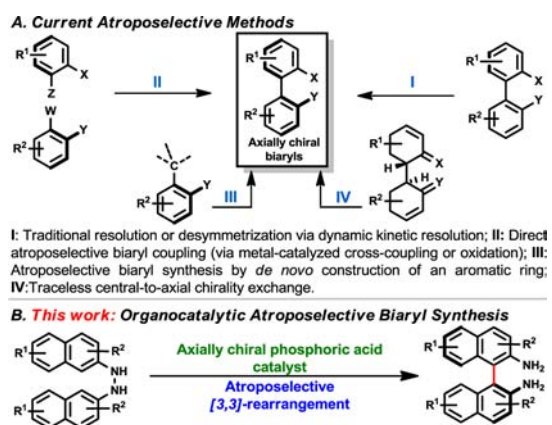 A. Current Atroposelective Methods
R¹
X
Z
W
Y
R²
II
R¹
X
Y
R²
Axially chiral
biaryls
I
R¹
X
Y
R²
C
Y
R²
III
R¹
X
H
H
Y
R²
IV
I: Traditional resolution or desymmetrization via dynamic kinetic resolution; II: Direct
atroposelective biaryl coupling (via metal-catalyzed cross-coupling or oxidation); III:
Atroposelective biaryl synthesis by de novo construction of an aromatic ring;
IV:Traceless central-to-axial chirality exchange.
B. This work: Organocatalytic Atroposelective Biaryl Synthesis
R¹
R²
NH
NH
R¹
R²
Axially chiral phosphoric acid
catalyst
Atroposelective
[3,3]-rearrangement
R¹
R²
NH₂
NH₂
R¹
R²